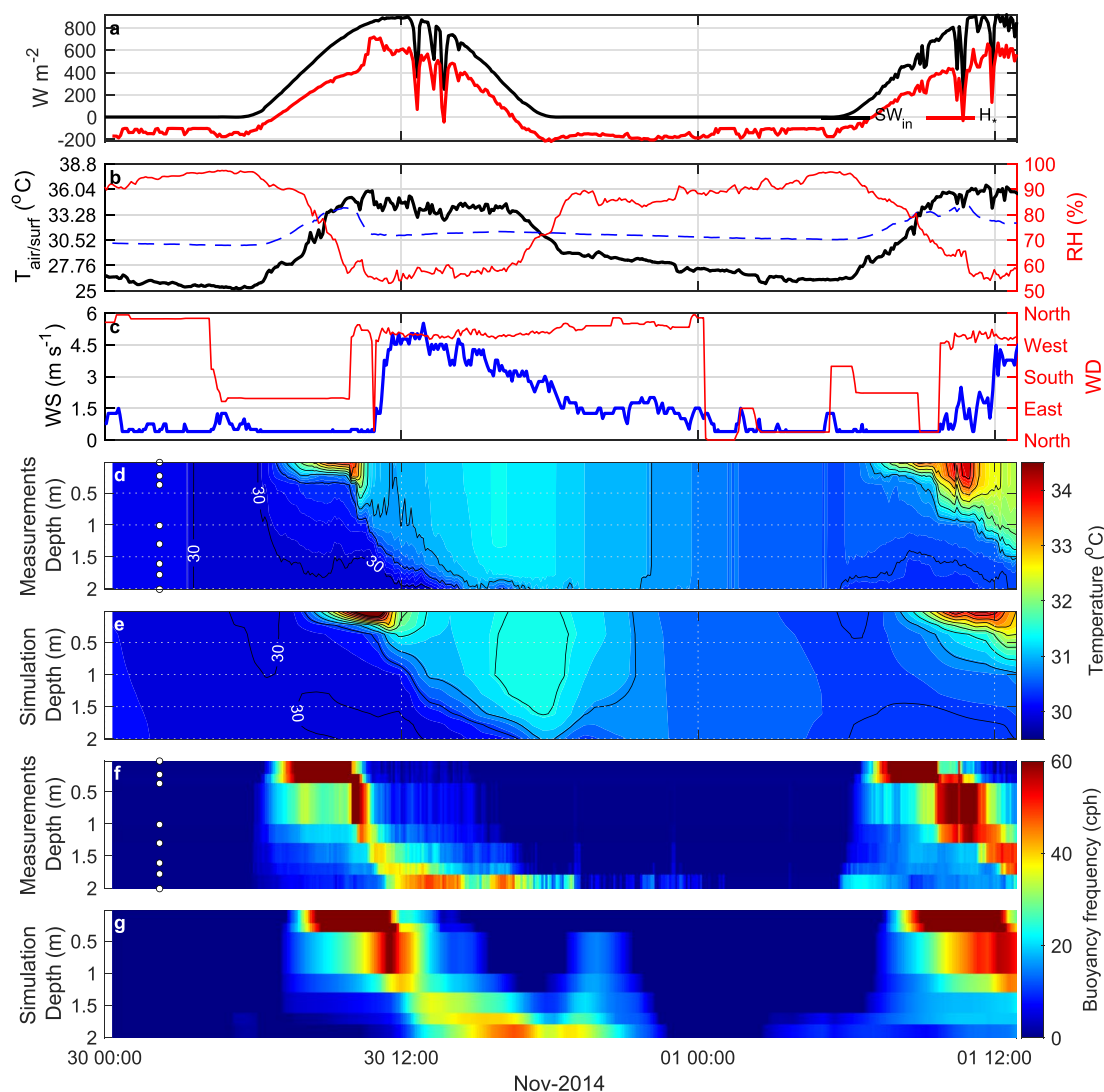 a
W m-2
800
600
400
200
0
-200
SWin
H*
b
Tair/surf (oC)
38.8
36.04
33.28
30.52
27.76
25
100
90
80
70
60
50
RH (%)
c
WS (m s-1)
6
4.5
3
1.5
0
North
West
South
East
North
WD
d
Measurements
Depth (m)
0.5
1
1.5
2
30
30
30
e
Simulation
Depth (m)
0.5
1
1.5
2
30
30
34
33
32
31
30
Temperature (oC)
f
Measurements
Depth (m)
0.5
1
1.5
2
g
Simulation
Depth (m)
0.5
1
1.5
2
60
40
20
0
Buoyancy frequency (cph)
30 00:00
30 12:00
01 00:00
01 12:00
Nov-2014